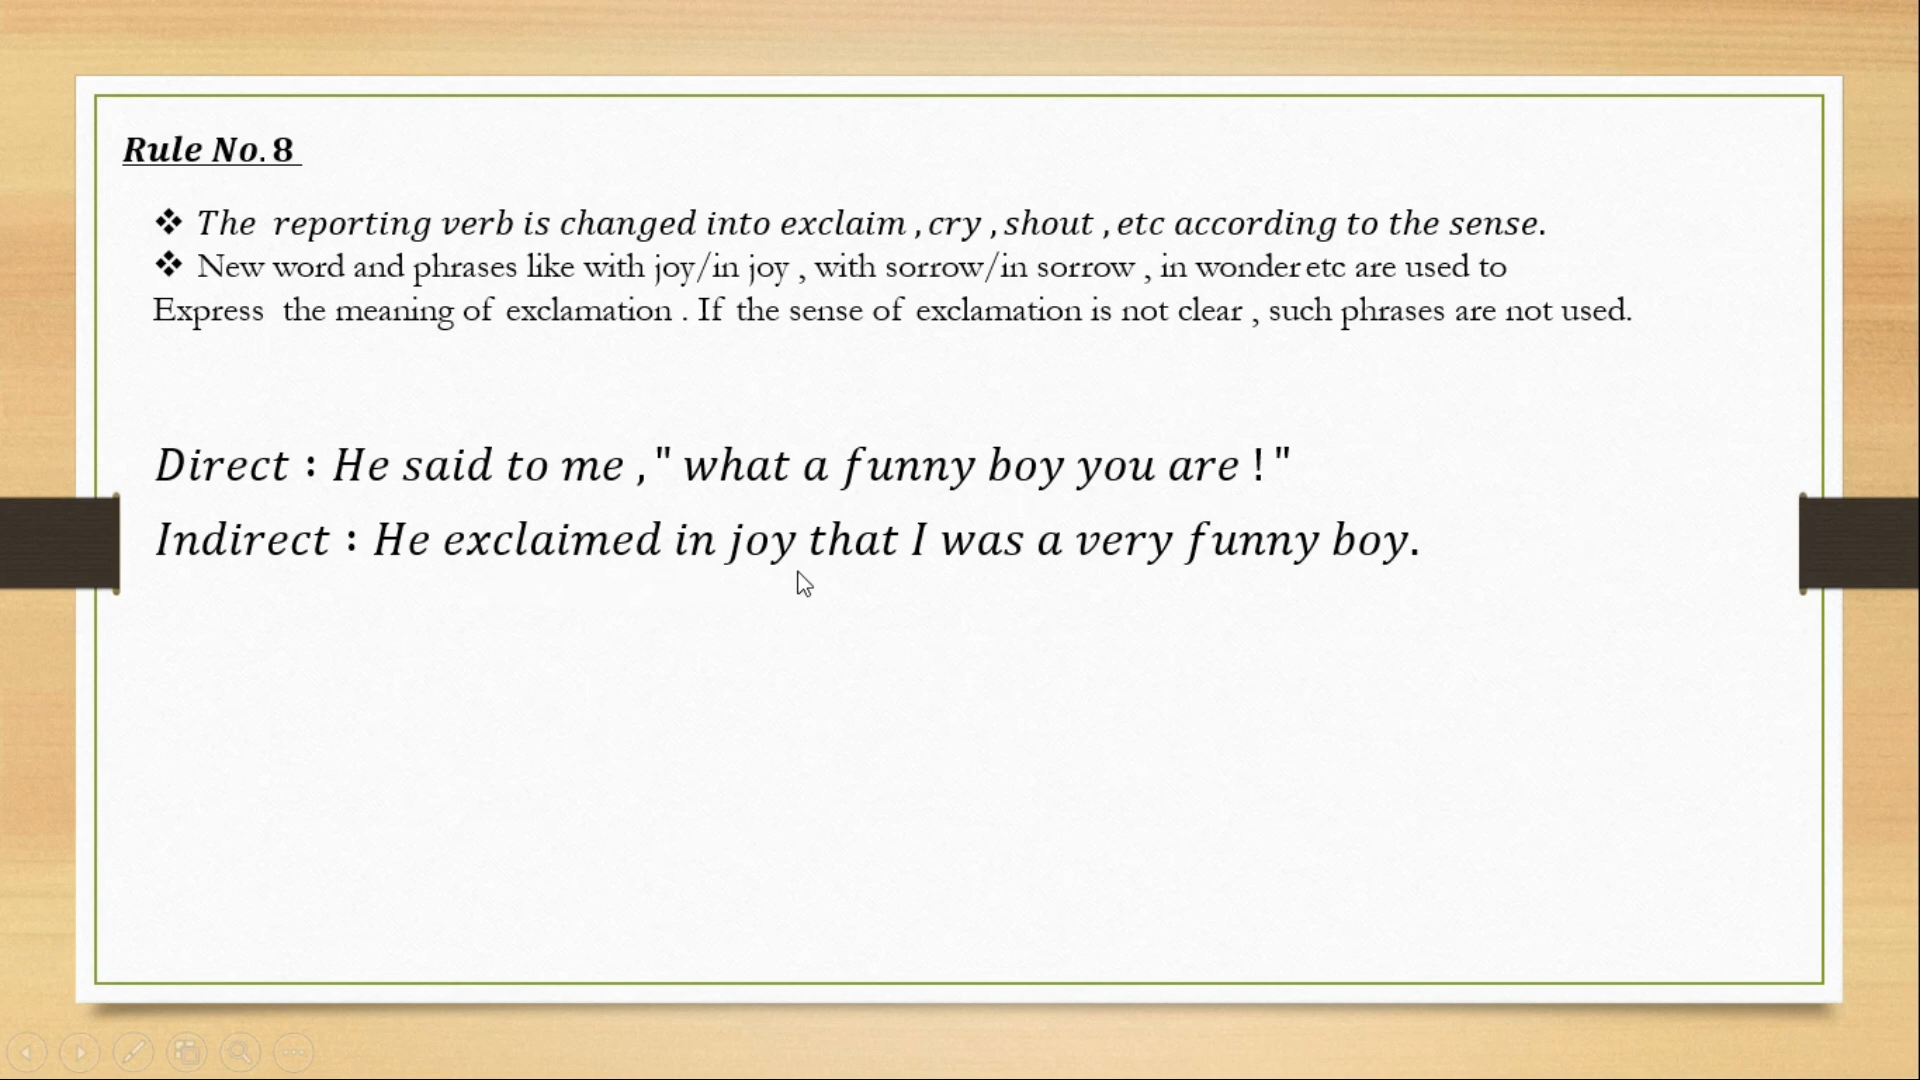 Rule No.8
❖ The reporting verb is changed into exclaim ,cry ,shout ,etc according to the sense.
❖ New word and phrases like with joy/in joy , with sorrow/in sorrow , in wonder etc are used to
Express the meaning of exclamation . If the sense of exclamation is not clear , such phrases are not used.
Direct : He said to me ," what a funny boy you are ! "
Indirect : He exclaimed in joy that I was a very funny boy.